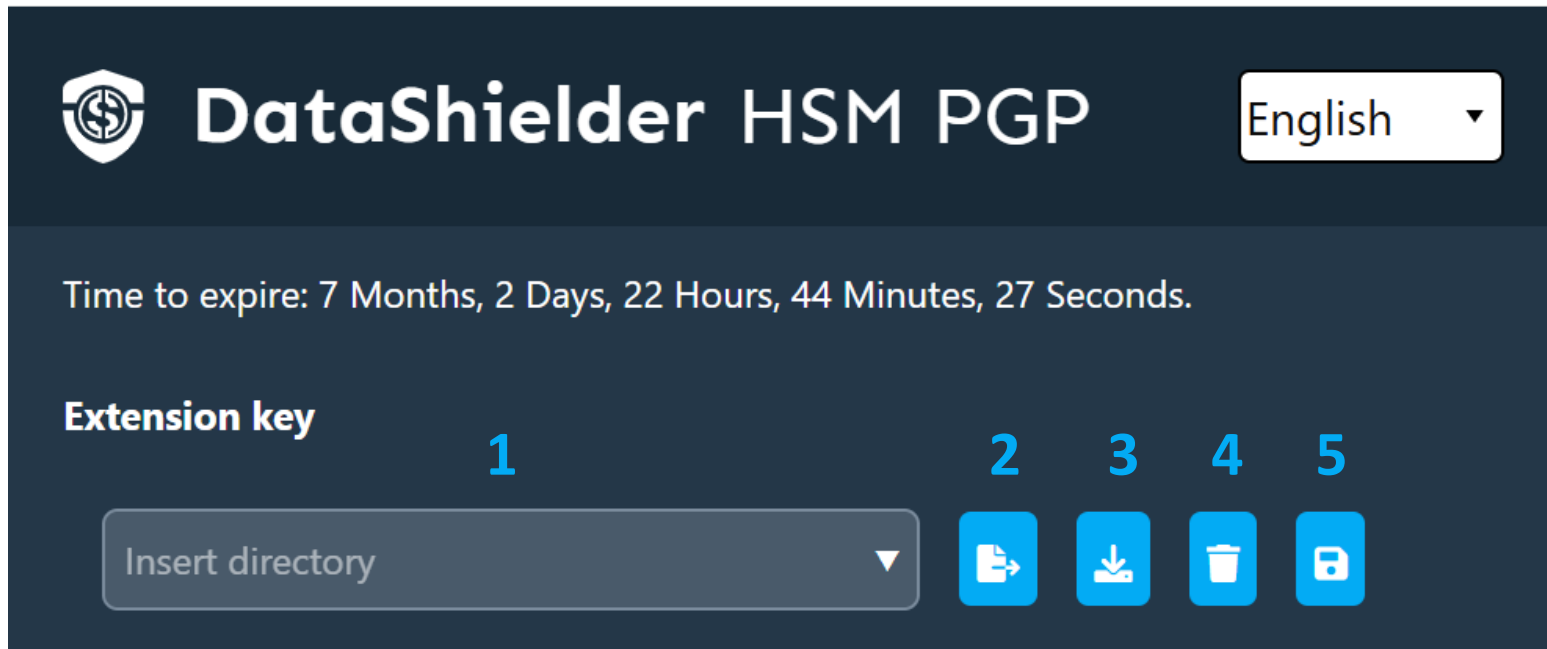 DataShielder HSM PGP
English
Time to expire: 7 Months, 2 Days, 22 Hours, 44 Minutes, 27 Seconds.
Extension key
1 2 3 4 5
Insert directory